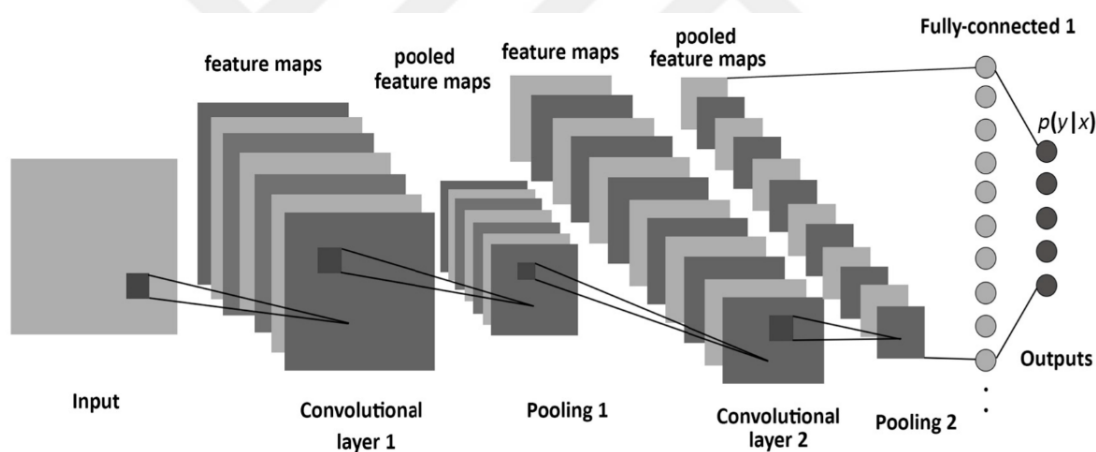 Fully-connected 1
pooled
feature maps
feature maps
pooled
feature maps
feature maps
p(y|x)
Input
Convolutional
layer 1
Pooling 1
Convolutional
layer 2
Pooling 2
Outputs